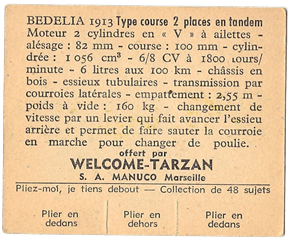 BEDELIA 1913 Type course 2 places en tandem
Moteur 2 cylindres en « V » à ailettes -
alésage : 82 mm - course : 100 mm - cylin-
drée : 1 056 cm³ - 6/8 CV à 1800 tours/
minute - 6 litres aux 100 km - châssis en
bois - essieux tubulaires - transmission par
courroies latérales - empattement : 2,55 m
- poids vide : 160 kg - changement de
vitesse par un levier qui fait avancer l'essieu
arrière et permet de faire sauter la courroie
en marche pour changer de poulie.
offert par
WELCOME-TARZAN
S. A. MANUCO Marseille
Pliez-moi, je tiens debout — Collection de 48 sujets
Plier en dedans
Plier en dehors
Plier en dedans